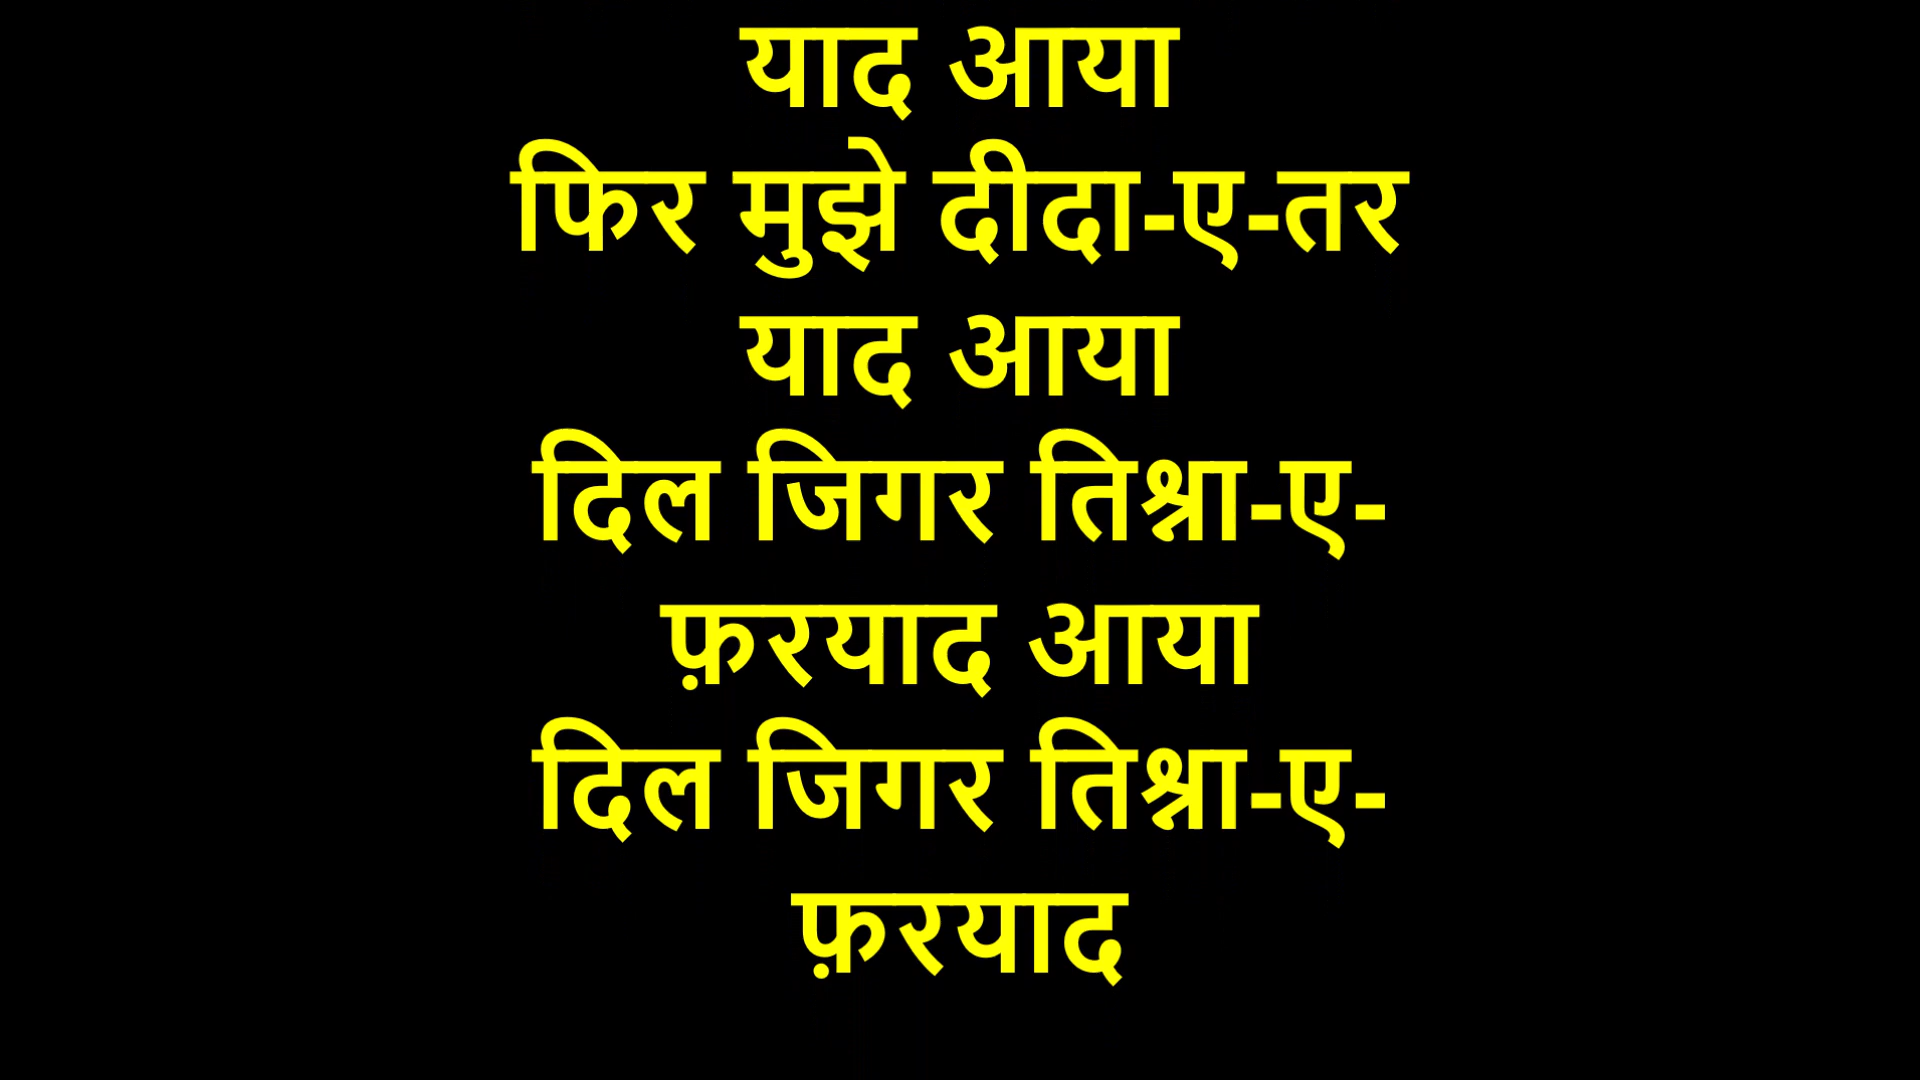 याद आया
फिर मुझे दीदा-ए-तर
याद आया
दिल जिगर तिश्ना-ए-
फ़रयाद आया
दिल जिगर तिश्ना-ए-
फ़रयाद